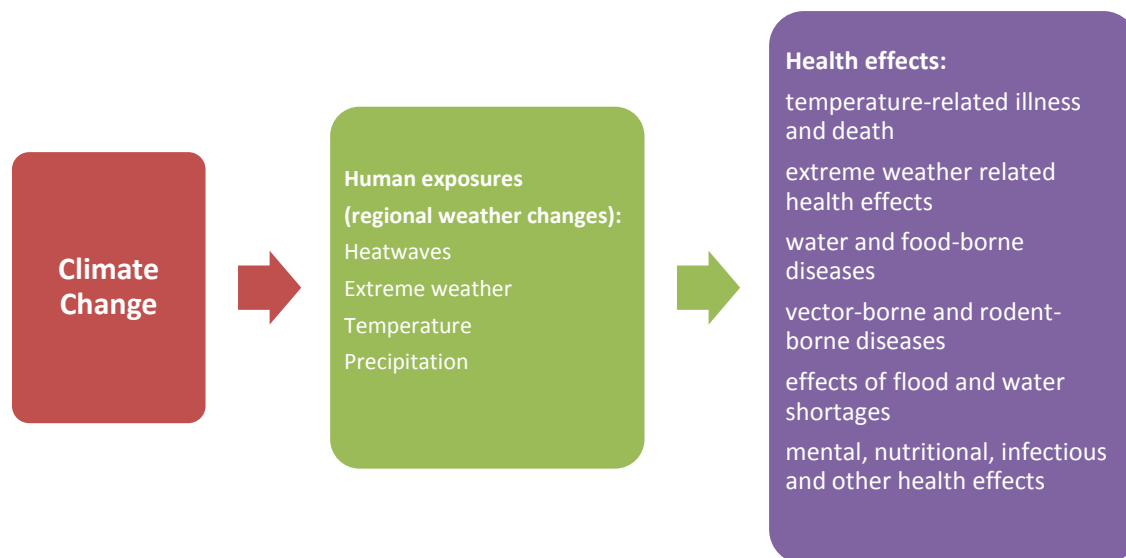 Climate
Change
Human exposures
(regional weather changes):
Heatwaves
Extreme weather
Temperature
Precipitation
Health effects:
temperature-related illness
and death
extreme weather related
health effects
water and food-borne
diseases
vector-borne and rodent-
borne diseases
effects of flood and water
shortages
mental, nutritional, infectious
and other health effects